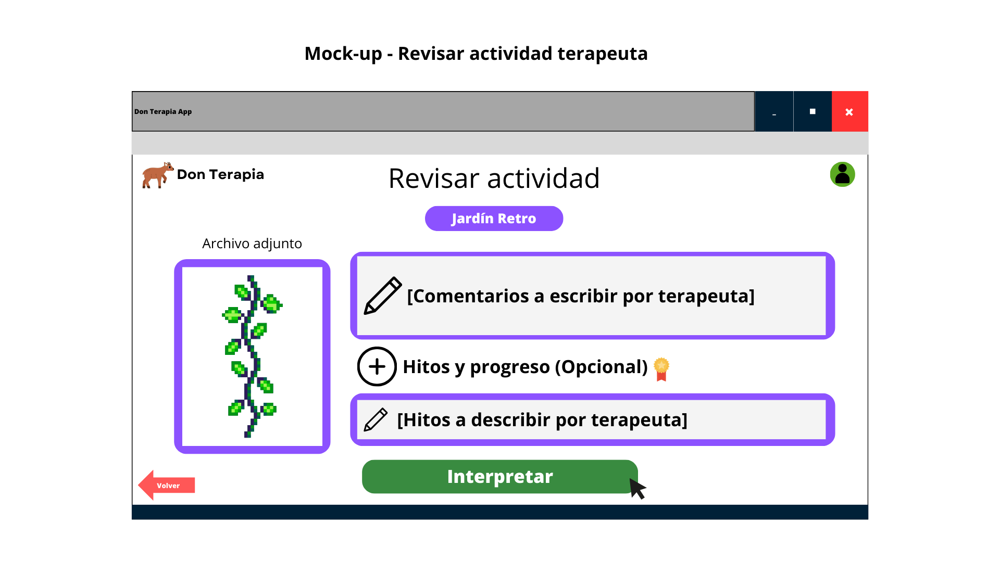 Mock-up - Revisar actividad terapeuta
Don Terapia App
Don Terapia
Revisar actividad
Jardín Retro
Archivo adjunto
[Comentarios a escribir por terapeuta]
Hitos y progreso (Opcional)
[Hitos a describir por terapeuta]
Interpretar
Volver